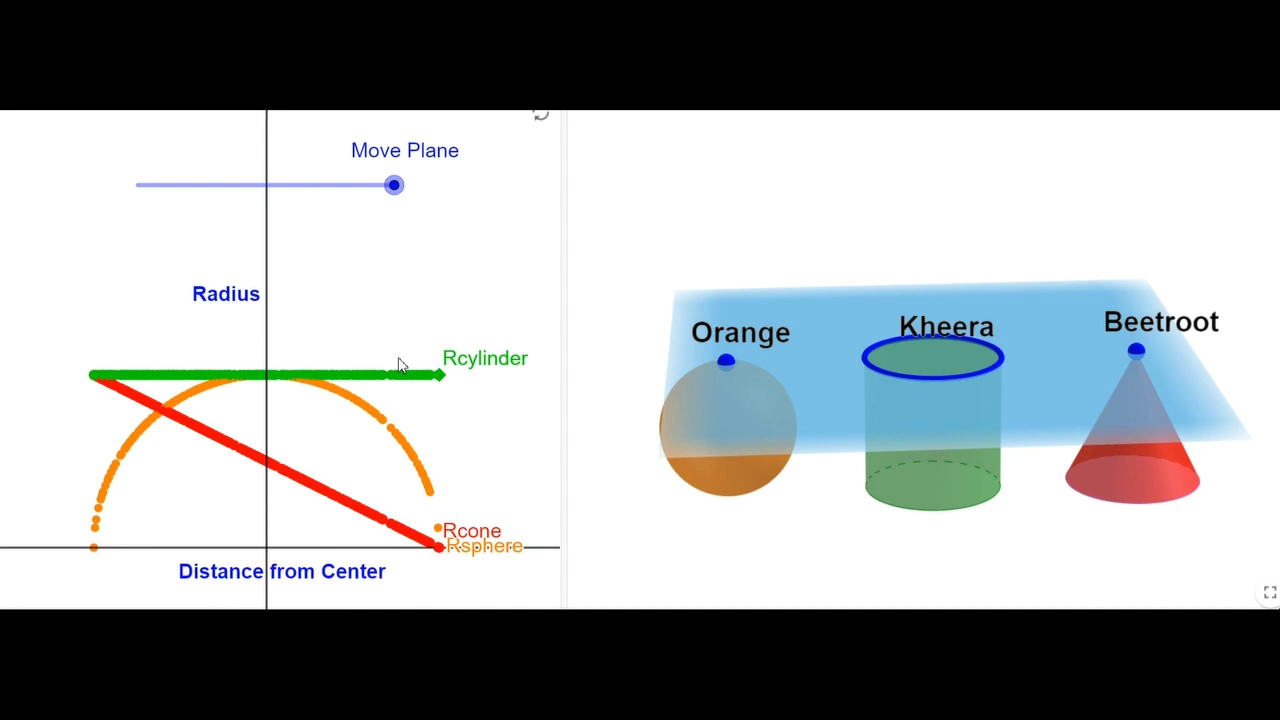 Move Plane
Radius
Rcylinder
Rcone
Rsphere
Distance from Center
Orange
Kheera
Beetroot